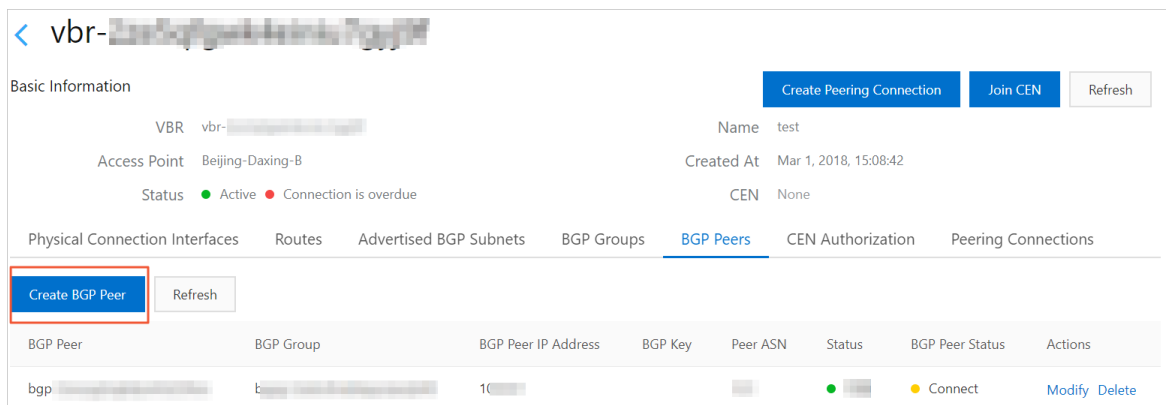 vbr-
Basic Information
Create Peering Connection Join CEN Refresh
VBR vbr- Name test
Access Point Beijing-Daxing-B Created At Mar 1, 2018, 15:08:42
Status Active Connection is overdue CEN None
Physical Connection Interfaces Routes Advertised BGP Subnets BGP Groups BGP Peers CEN Authorization Peering Connections
Create BGP Peer Refresh
BGP Peer BGP Group BGP Peer IP Address BGP Key Peer ASN Status BGP Peer Status Actions
bgp b 10 Connect Modify Delete